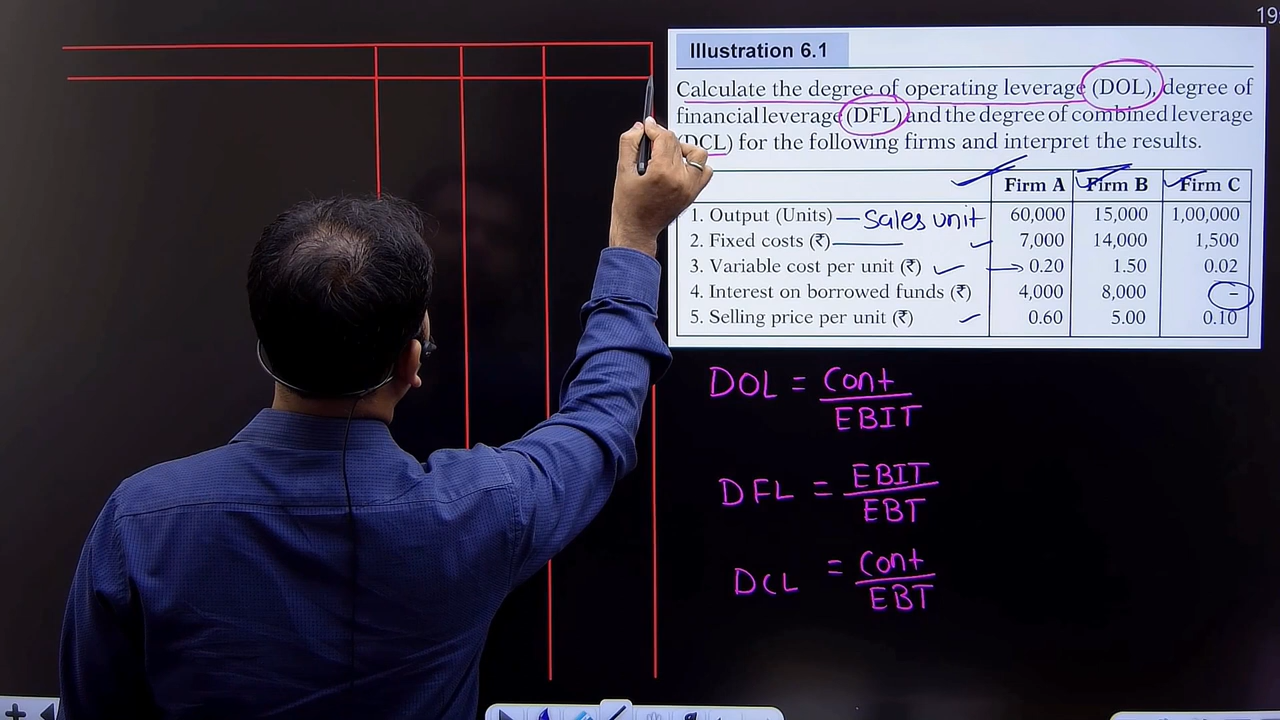 19
Illustration 6.1
Calculate the degree of operating leverage (DOL), degree of
financial leverage (DFL) and the degree of combined leverage
(DCL) for the following firms and interpret the results.
Firm A Firm B Firm C
1. Output (Units) — Sales unit 60,000 15,000 1,00,000
2. Fixed costs (₹) 7,000 14,000 1,500
3. Variable cost per unit (₹) 0.20 1.50 0.02
4. Interest on borrowed funds (₹) 4,000 8,000 –
5. Selling price per unit (₹) 0.60 5.00 0.10
DOL = Cont
EBIT
DFL = EBIT
EBT
DCL = Cont
EBT